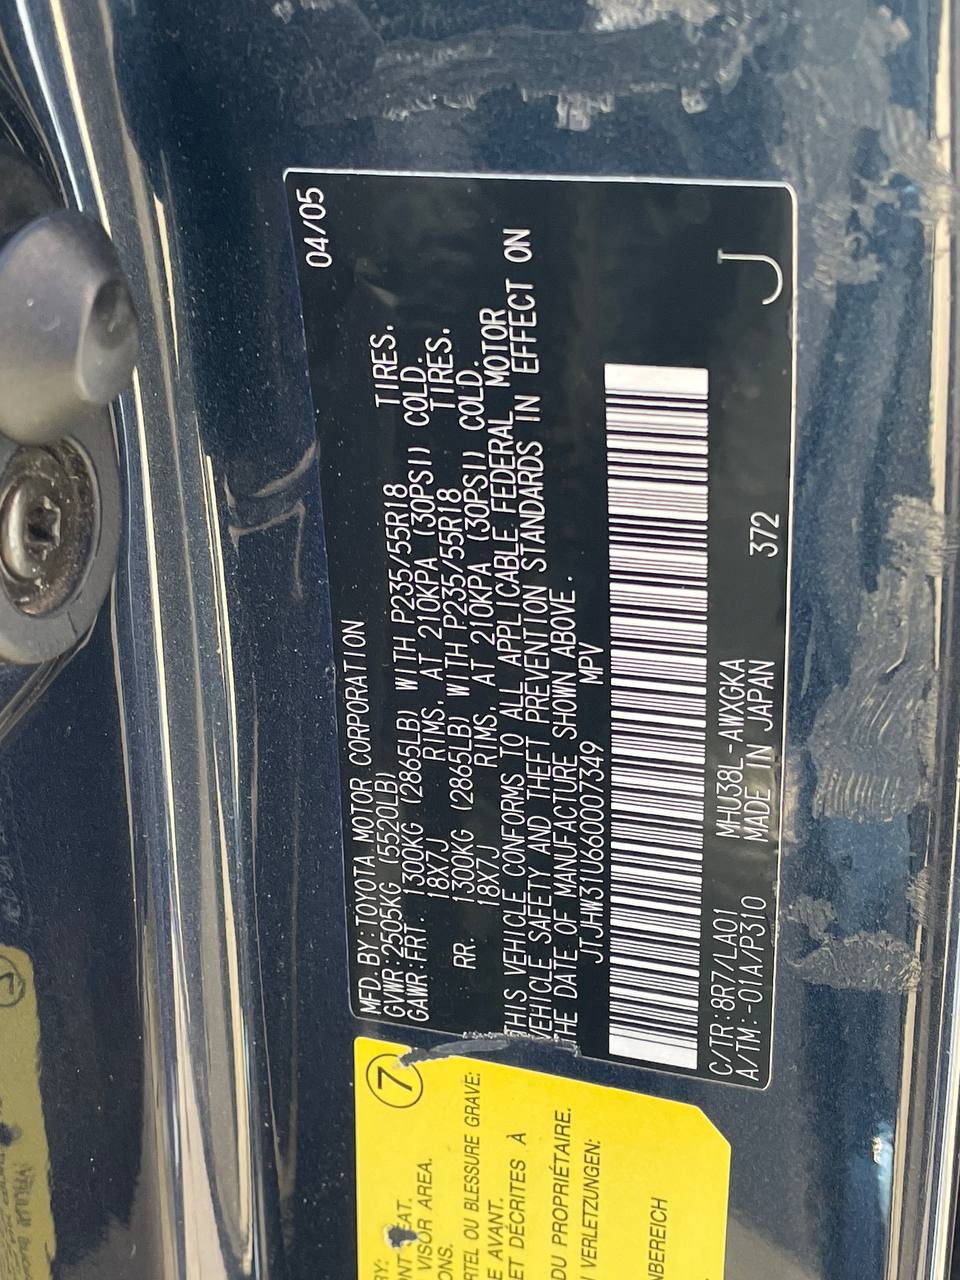 04/05
MFD.BY:TOYOTA MOTOR CORPORATION
GVWR:2505KG (5520LB)
GAWR:FRT. 1300KG (2865LB) WITH P235/55R18 TIRES.
18X7J RIMS, AT 210KPA (30PSI) COLD.
RR. 1300KG (2865LB) WITH P235/55R18 TIRES.
18X7J RIMS, AT 210KPA (30PSI) COLD.
THIS VEHICLE CONFORMS TO ALL APPLICABLE FEDERAL MOTOR
VEHICLE SAFETY AND THEFT PREVENTION STANDARDS IN EFFECT ON
THE DATE OF MANUFACTURE SHOWN ABOVE.
JTJHW31U660007349 MPV
C/TR:8R7/LA01 MHU38L-AWXGKA 372 J
A/TM:-01A/P310 MADE IN JAPAN
7
VISOR AREA.
ONS.
RTEL OU BLESSURE GRAVE:
E AVANT.
ET DÉCRITES À
DU PROPRIÉTAIRE.
VERLETZUNGEN:
NBEREICH